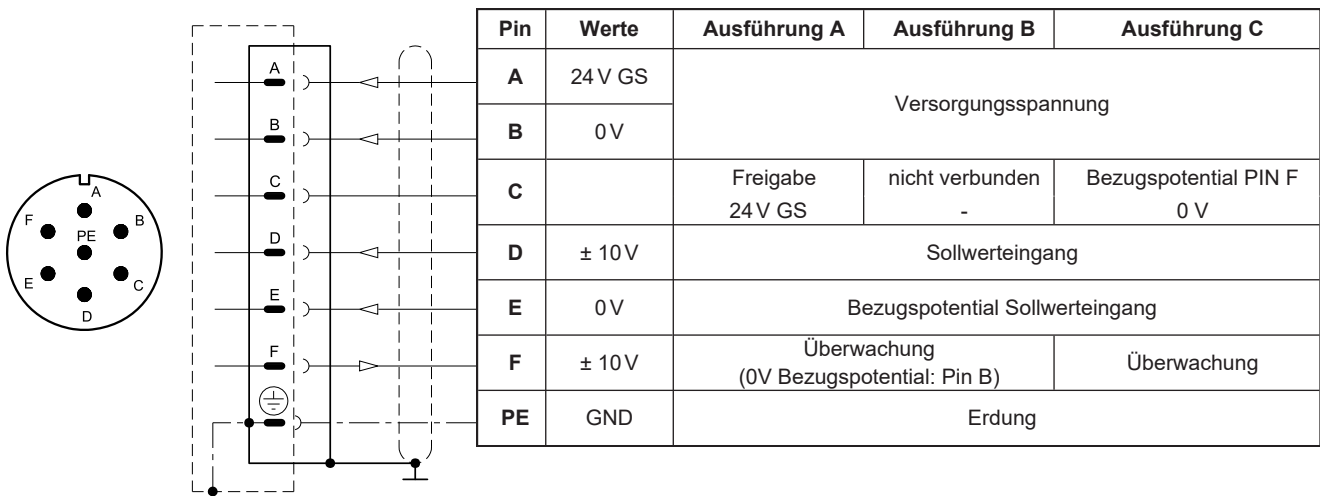 A
F
B
PE
E
C
D
A
B
C
D
E
F
Pin Werte Ausführung A Ausführung B Ausführung C
A 24 V GS Versorgungsspannung
B 0 V
C Freigabe nicht verbunden Bezugspotential PIN F
24 V GS - 0 V
D ± 10 V Sollwerteingang
E 0 V Bezugspotential Sollwerteingang
F ± 10 V Überwachung Überwachung
(0V Bezugspotential: Pin B)
PE GND Erdung